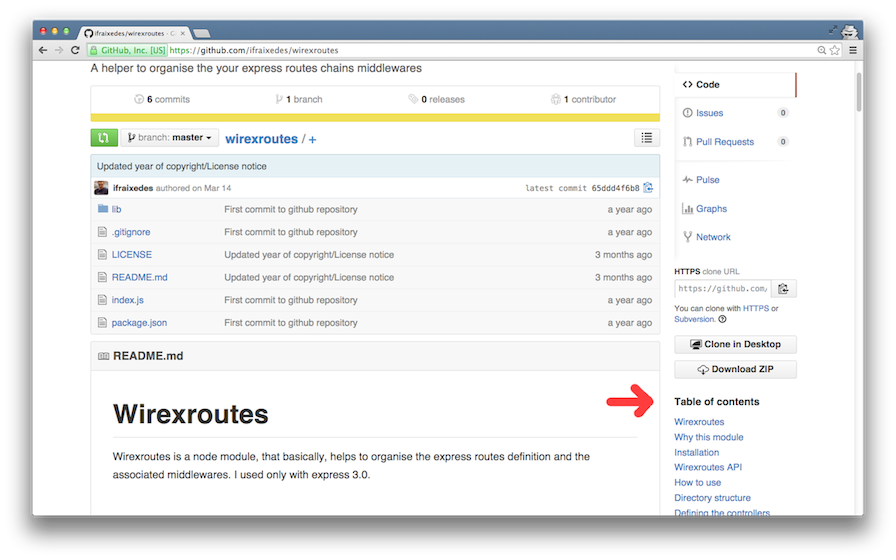 ifraixedes/wirexroutes · G
GitHub, Inc. [US] https://github.com/ifraixedes/wirexroutes
A helper to organise the your express routes chains middlewares
6 commits 1 branch 0 releases 1 contributor
branch: master wirexroutes / +
Updated year of copyright/License notice
ifraixedes authored on Mar 14 latest commit 65ddd4f6b8
lib First commit to github repository a year ago
.gitignore First commit to github repository a year ago
LICENSE Updated year of copyright/License notice 3 months ago
README.md Updated year of copyright/License notice 3 months ago
index.js First commit to github repository a year ago
package.json First commit to github repository a year ago
README.md
Wirexroutes
Wirexroutes is a node module, that basically, helps to organise the express routes definition and the
associated middlewares. I used only with express 3.0.
Code
Issues 0
Pull Requests 0
Pulse
Graphs
Network
HTTPS clone URL
https://github.com/
You can clone with HTTPS or
Subversion.
Clone in Desktop
Download ZIP
Table of contents
Wirexroutes
Why this module
Installation
Wirexroutes API
How to use
Directory structure
Defining the controllers